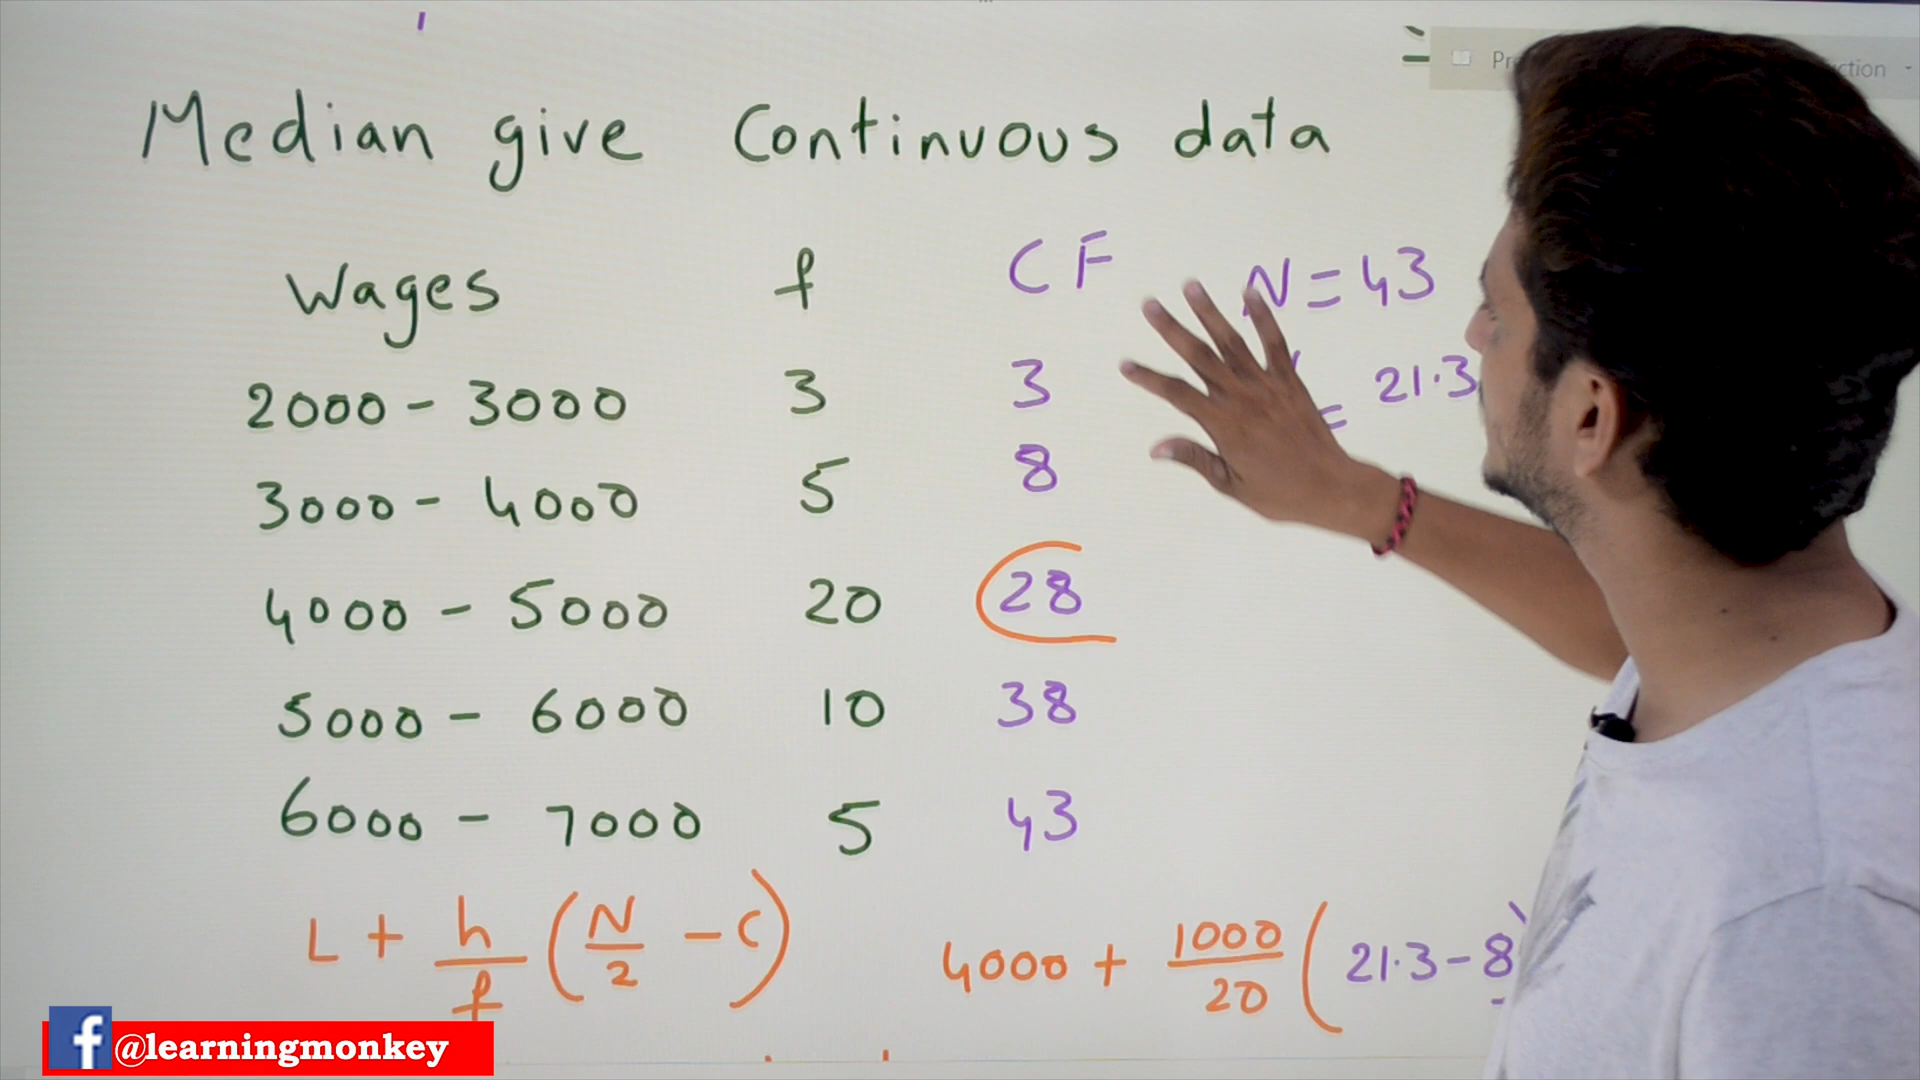 Median give Continuous data
Wages f CF N = 43
2000 - 3000 3 3 = 21.3
3000 - 4000 5 8
4000 - 5000 20 28
5000 - 6000 10 38
6000 - 7000 5 43
L + h/f (N/2 - C) 4000 + 1000/20 (21.3 - 8)
@learningmonkey